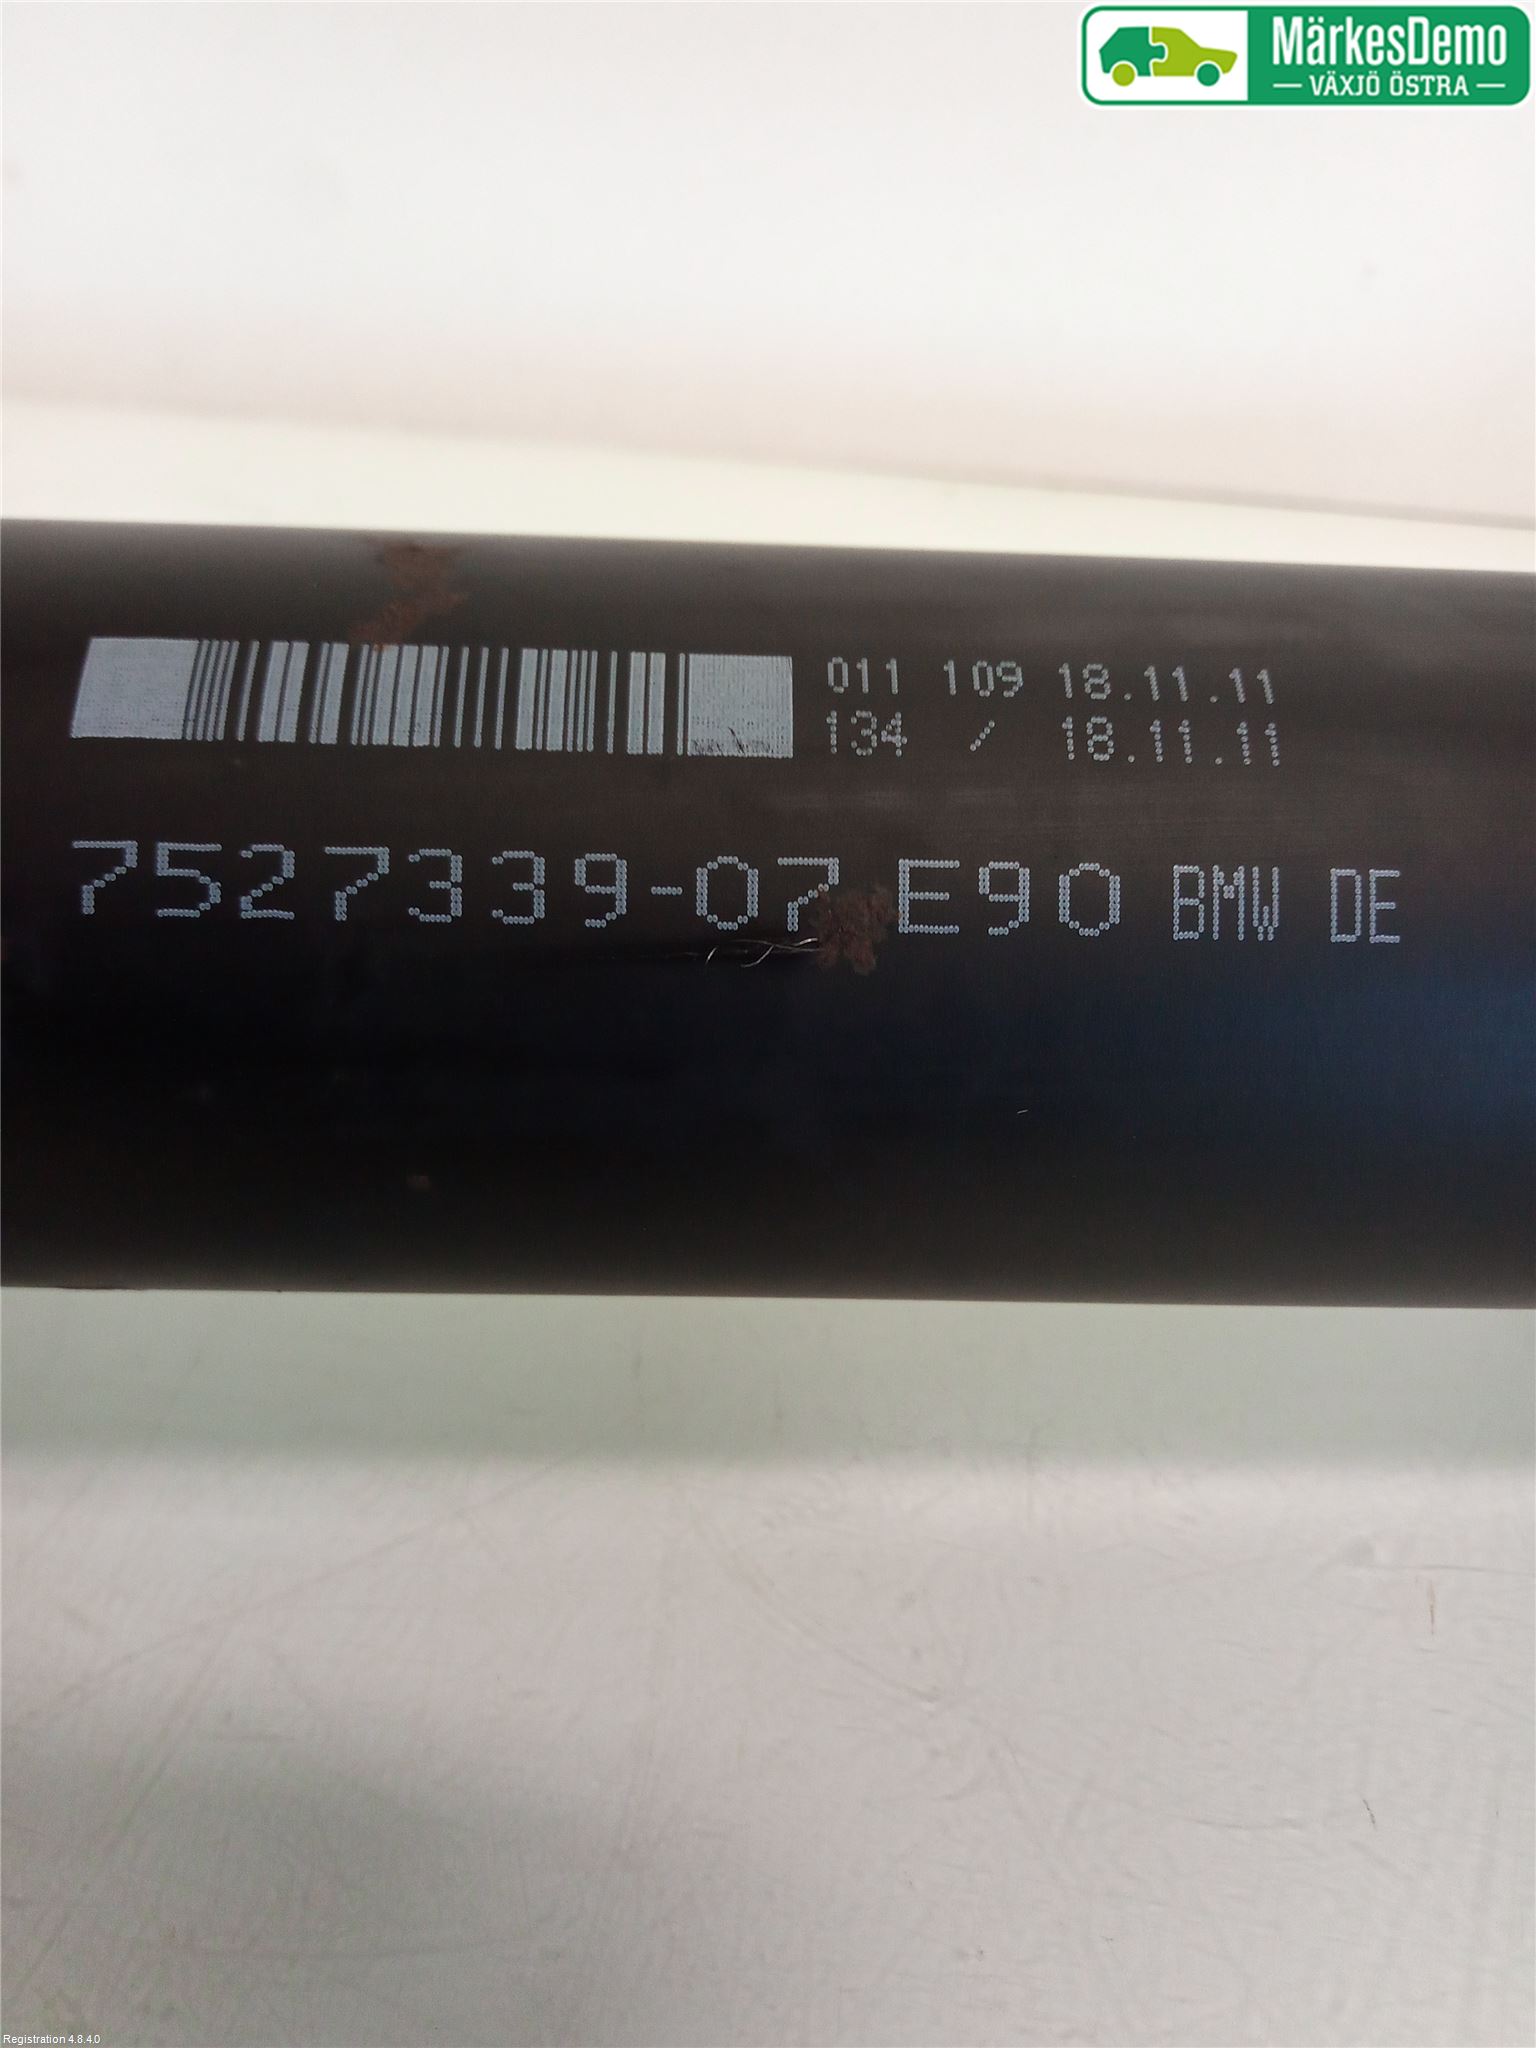 MärkesDemo
VÄXJÖ ÖSTRA
011 109 18.11.11
134 / 18.11.11
7527339-07 E90 BMW DE
Registration 4.8.4.0